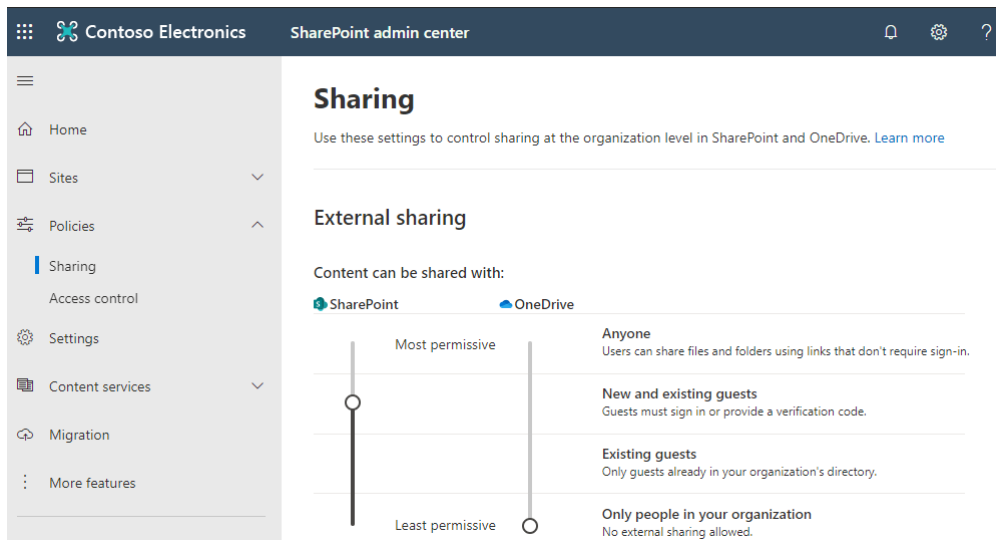 Contoso Electronics
SharePoint admin center
?
Home
Sites
Policies
Sharing
Access control
Settings
Content services
Migration
More features
Sharing
Use these settings to control sharing at the organization level in SharePoint and OneDrive. Learn more
External sharing
Content can be shared with:
SharePoint
OneDrive
Most permissive
Anyone
Users can share files and folders using links that don't require sign-in.
New and existing guests
Guests must sign in or provide a verification code.
Existing guests
Only guests already in your organization's directory.
Least permissive
Only people in your organization
No external sharing allowed.